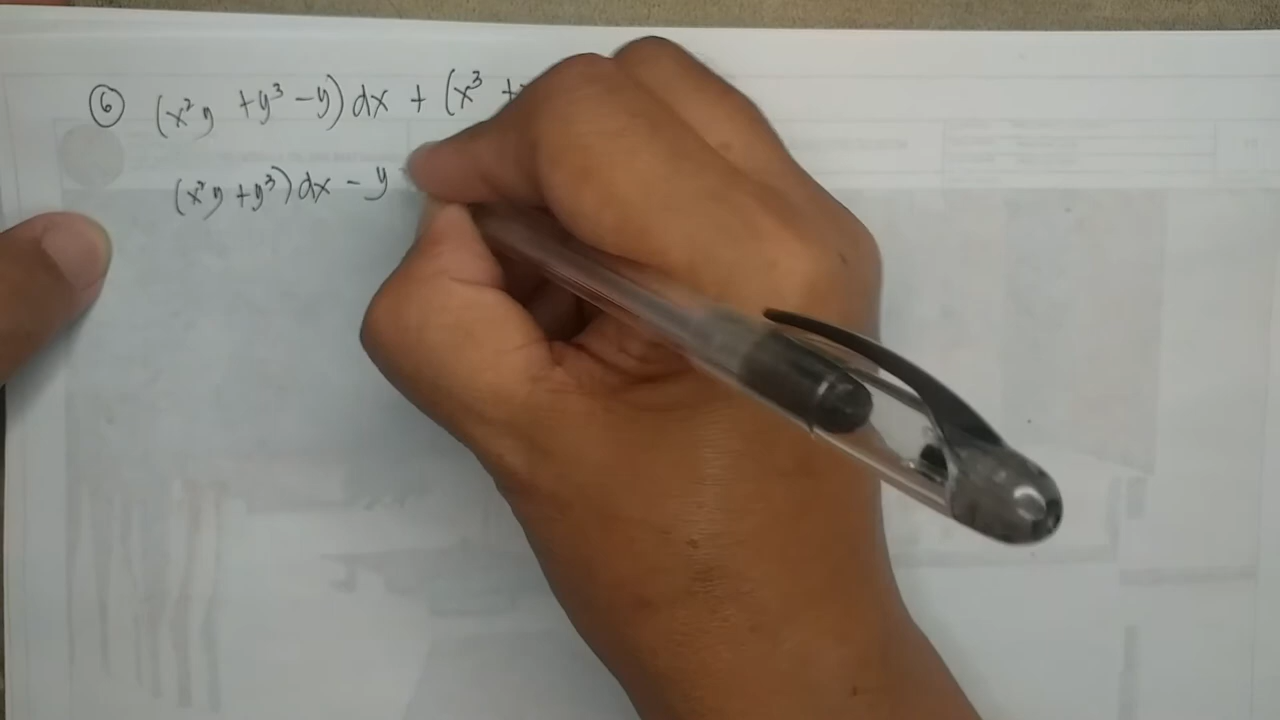 ⑥ (x²y + y³ - y) dx + (x³ +
(x²y + y³) dx - y